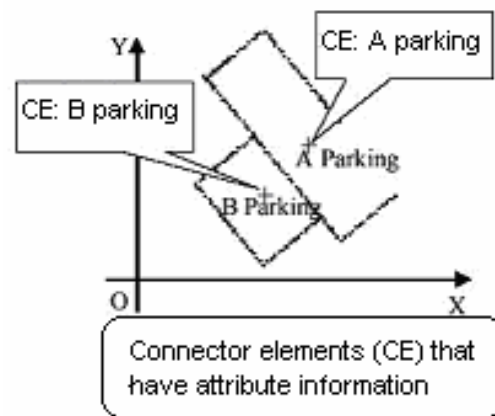 Y
CE: A parking
CE: B parking
A Parking
B Parking
O
X
Connector elements (CE) that
have attribute information